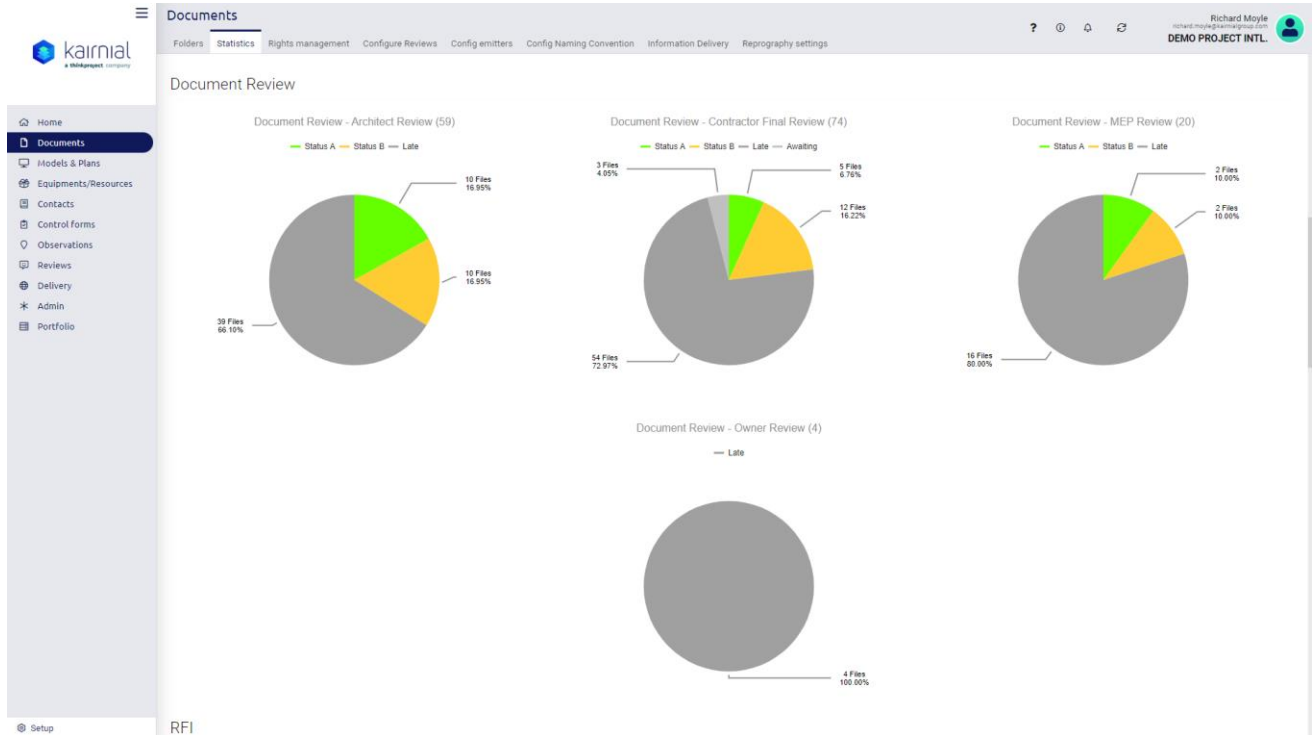 kairnial
a thinkproject company
Home
Documents
Models & Plans
Equipments/Resources
Contacts
Control forms
Observations
Reviews
Delivery
Admin
Portfolio
Setup
Documents
Folders Statistics Rights management Configure Reviews Config emitters Config Naming Convention Information Delivery Reprography settings
?
Richard Moyle
richard.moyle@kairnialgroup.com
DEMO PROJECT INTL.
Document Review
Document Review - Architect Review (59)
Status A Status B Late
10 Files
16.95%
10 Files
16.95%
39 Files
66.10%
Document Review - Contractor Final Review (74)
Status A Status B Late Awaiting
3 Files
4.05%
5 Files
6.76%
12 Files
16.22%
54 Files
72.97%
Document Review - MEP Review (20)
Status A Status B Late
2 Files
10.00%
2 Files
10.00%
16 Files
80.00%
Document Review - Owner Review (4)
Late
4 Files
100.00%
RFI